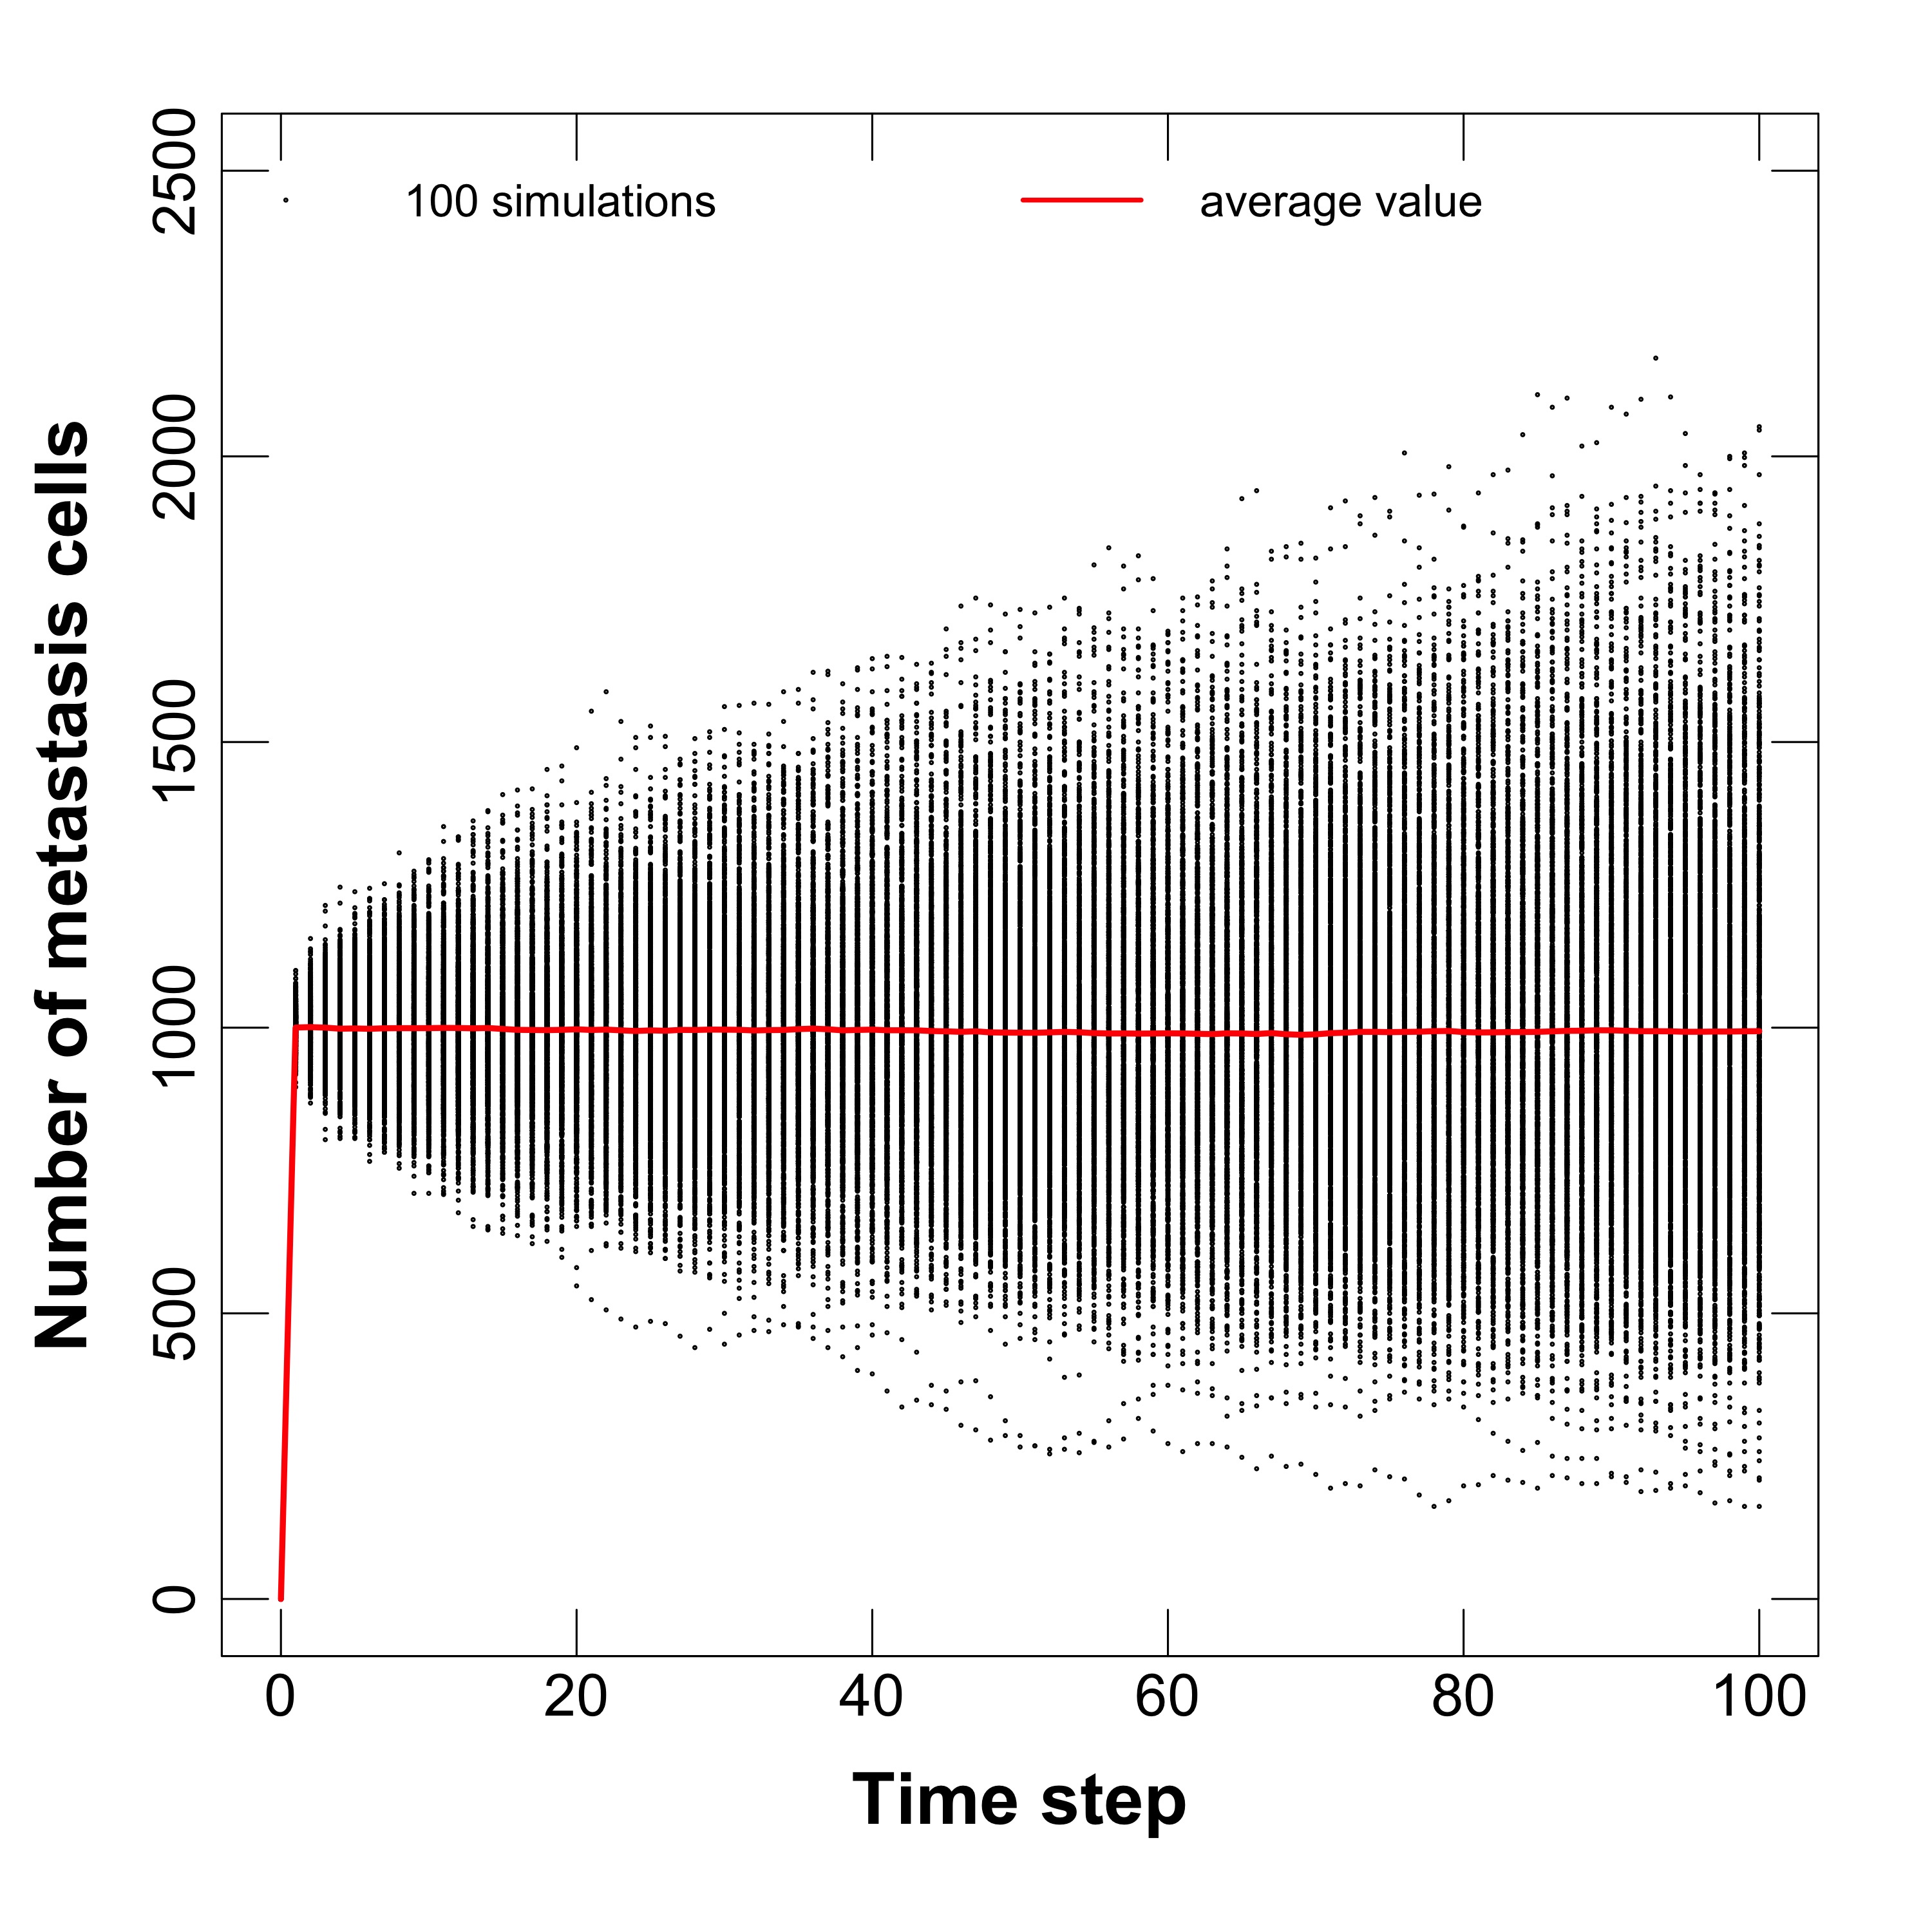 100 simulations
average value
Number of metastasis cells
2500
2000
1500
1000
500
0
0 20 40 60 80 100
Time step